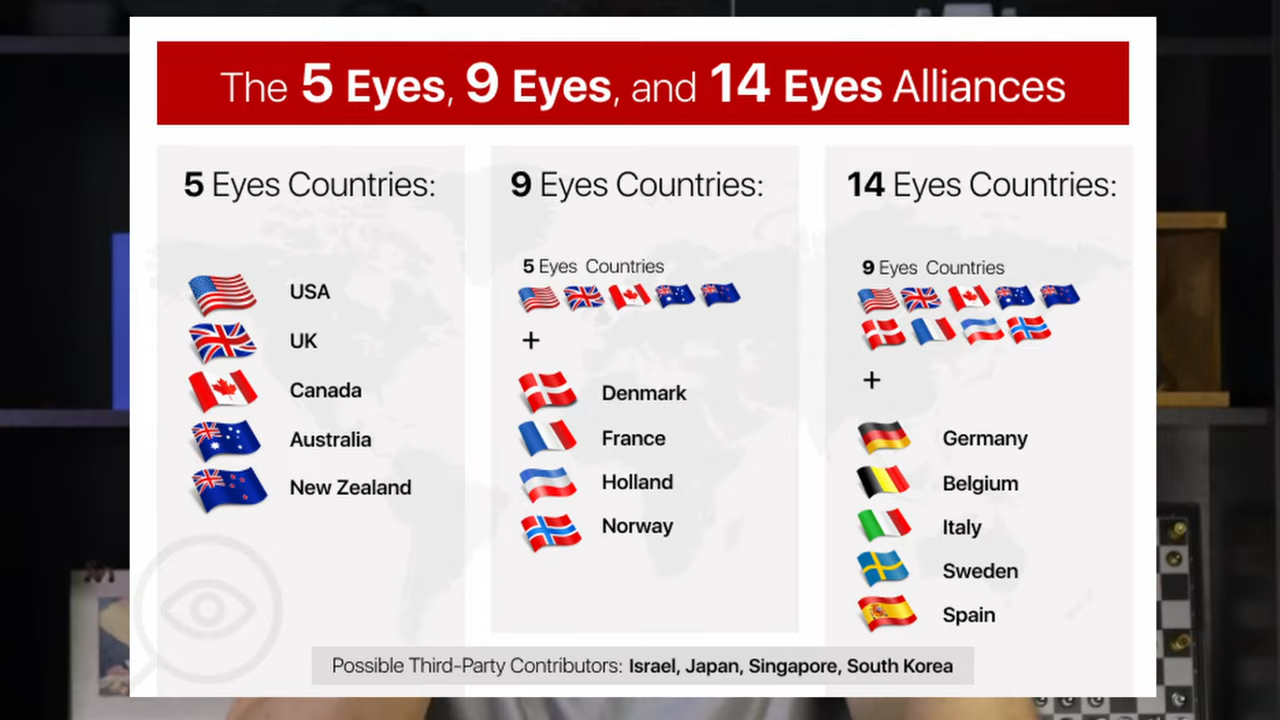 The 5 Eyes, 9 Eyes, and 14 Eyes Alliances
5 Eyes Countries:
USA
UK
Canada
Australia
New Zealand
9 Eyes Countries:
5 Eyes Countries
+
Denmark
France
Holland
Norway
14 Eyes Countries:
9 Eyes Countries
+
Germany
Belgium
Italy
Sweden
Spain
Possible Third-Party Contributors: Israel, Japan, Singapore, South Korea